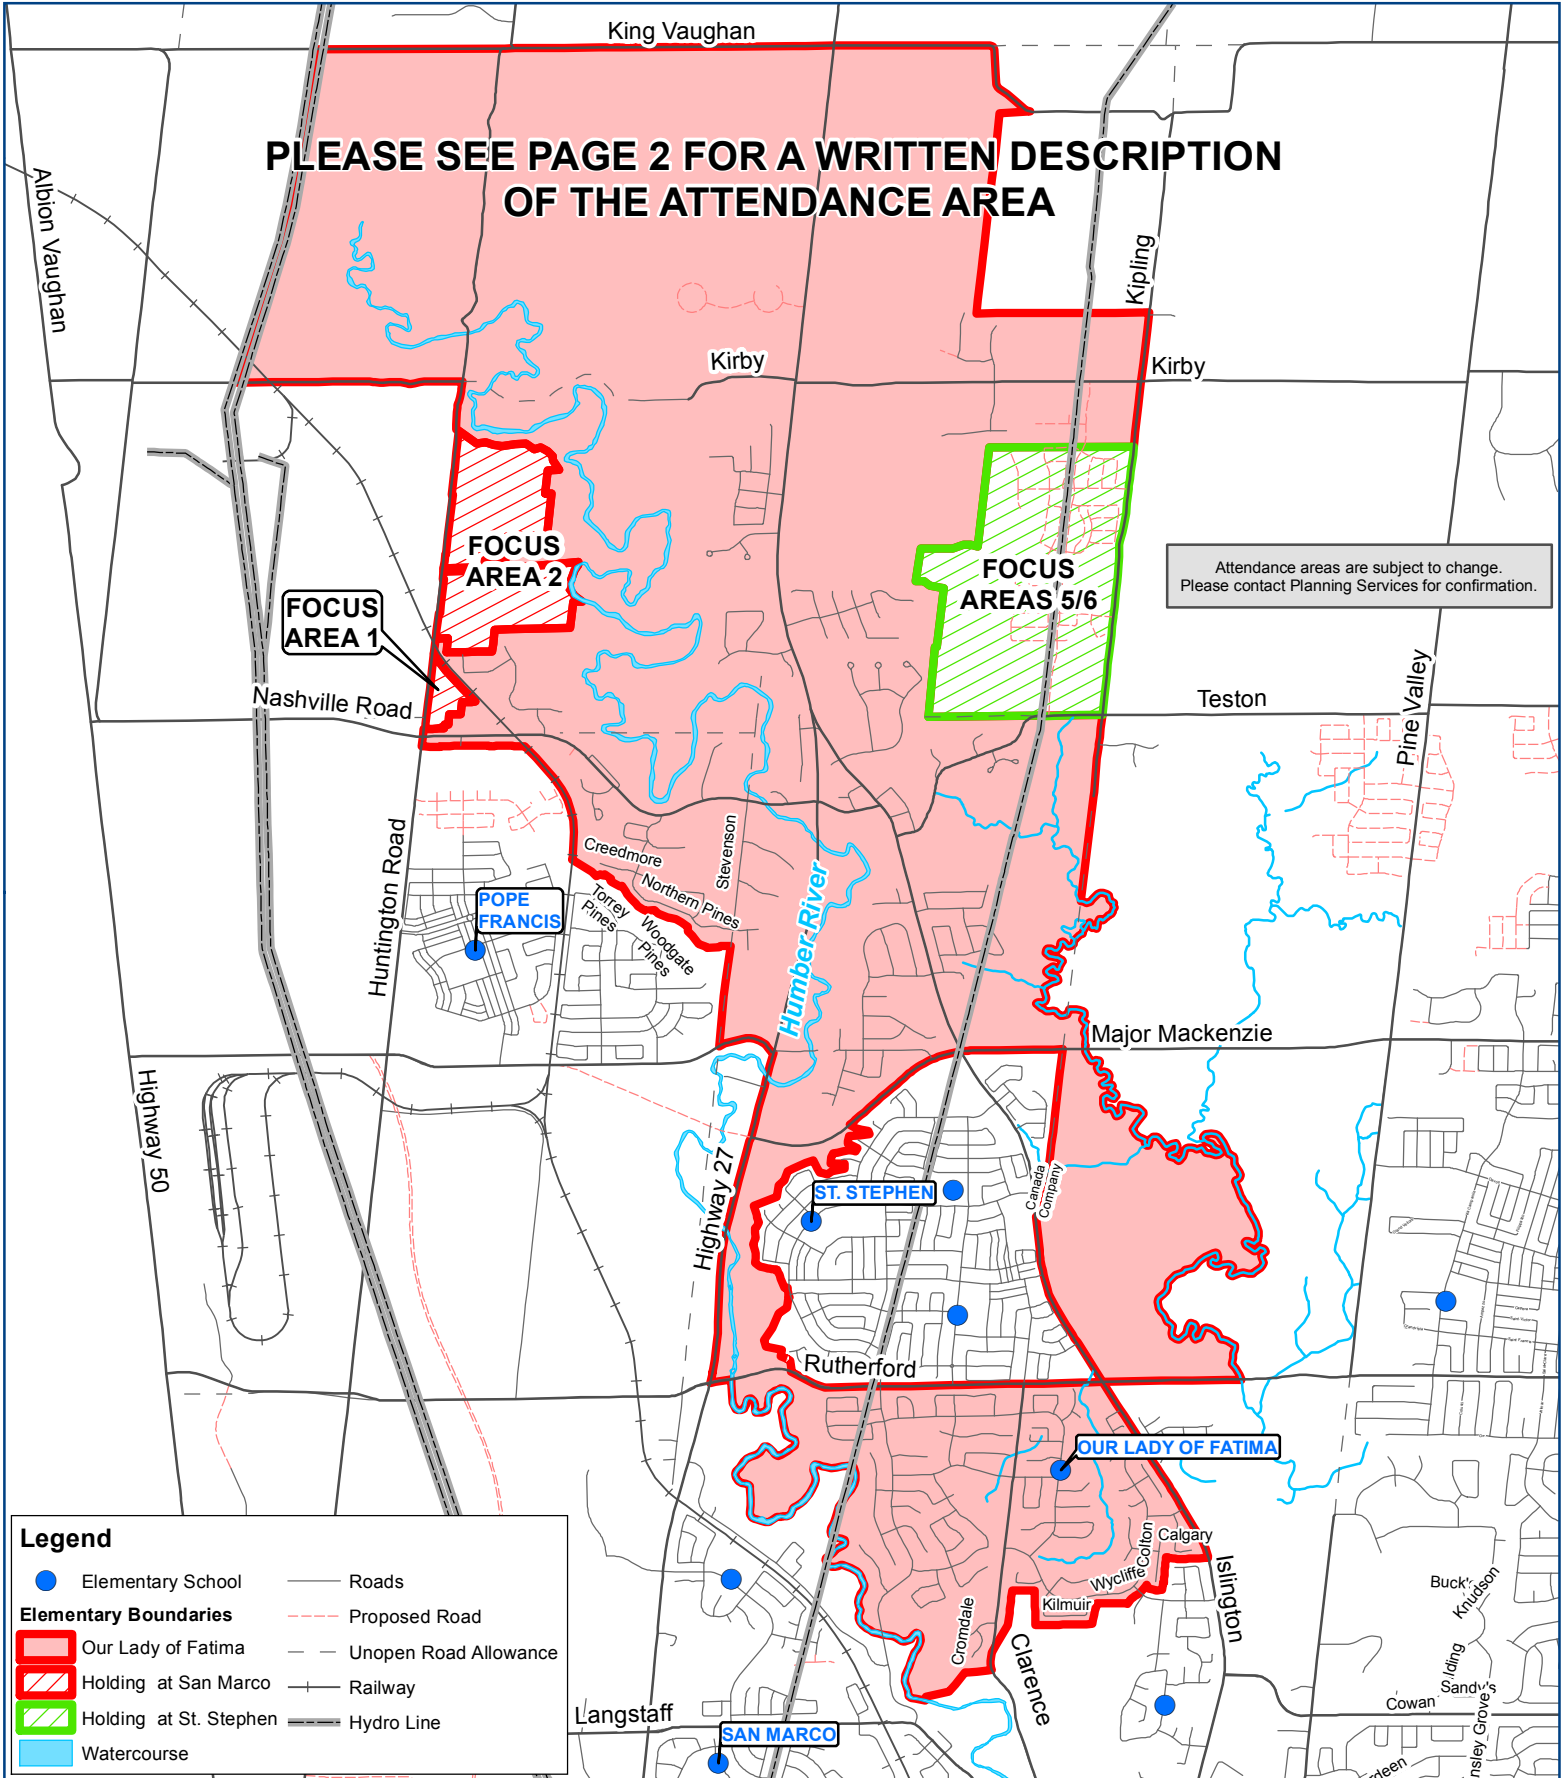 King Vaughan
PLEASE SEE PAGE 2 FOR A WRITTEN DESCRIPTION
OF THE ATTENDANCE AREA
Albion Vaughan
Kipling
Kirby
Kirby
FOCUS
AREA 2
FOCUS
AREAS 5/6
Attendance areas are subject to change.
Please contact Planning Services for confirmation.
FOCUS
AREA 1
Nashville Road
Teston
Pine Valley
Huntington Road
Creedmore
Stevenson
Northern Pines
Torrey
Pines
Woodgate
Pines
POPE
FRANCIS
Humber River
Major Mackenzie
Highway 50
Highway 27
Canada
Company
ST. STEPHEN
Rutherford
OUR LADY OF FATIMA
Calgary
Colton
Wycliffe
Kilmuir
Cromdale
Clarence
Islington
Buck's
Knudson
Cowan
Sandy's
Langstaff
SAN MARCO
Legend
Elementary School
Elementary Boundaries
Our Lady of Fatima
Holding at San Marco
Holding at St. Stephen
Watercourse
Roads
Proposed Road
Unopen Road Allowance
Railway
Hydro Line